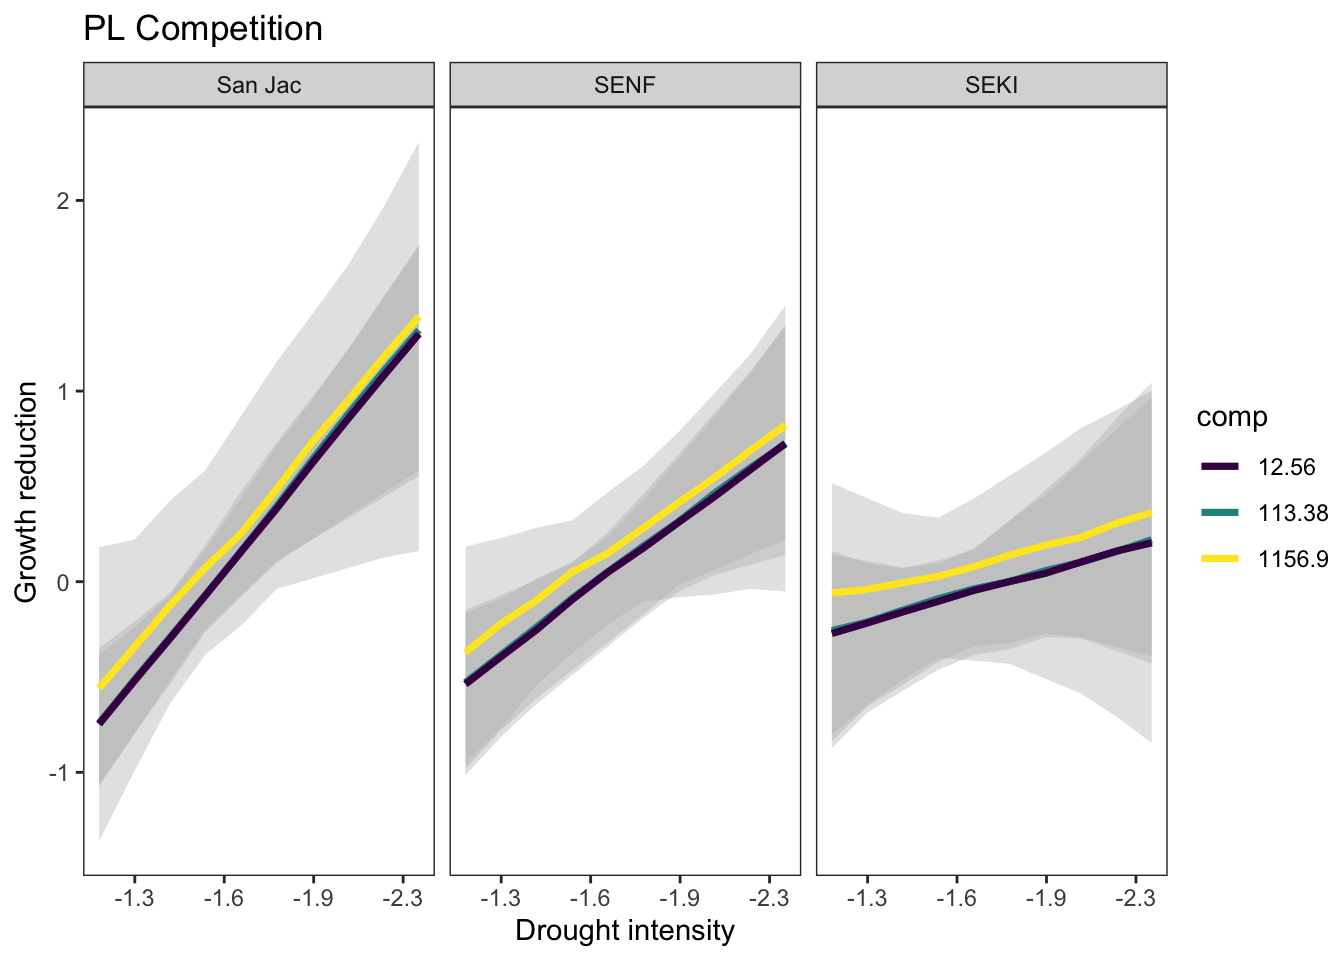 PL Competition
San Jac
SENF
SEKI
Growth reduction
2
1
0
-1
-1.3 -1.6 -1.9 -2.3
-1.3 -1.6 -1.9 -2.3
-1.3 -1.6 -1.9 -2.3
Drought intensity
comp
12.56
113.38
1156.9